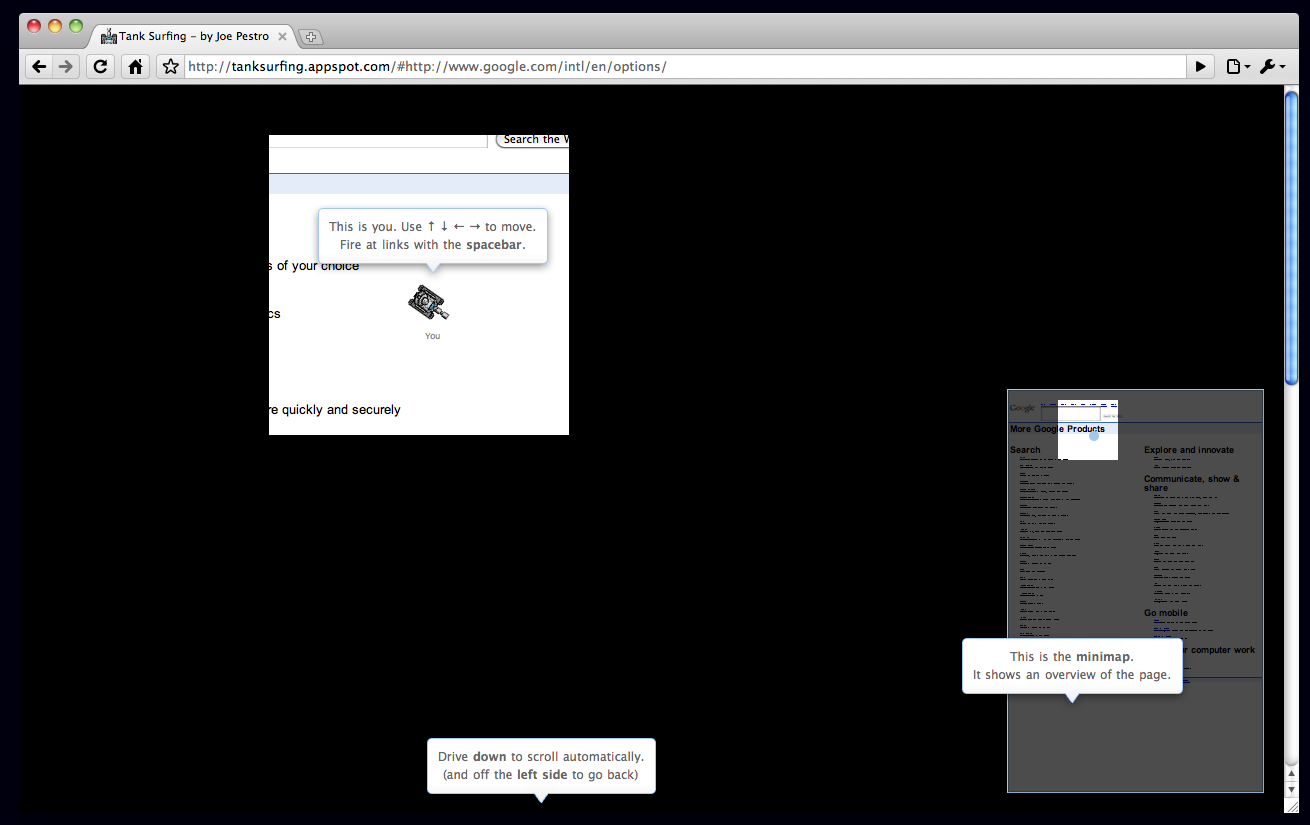 Tank Surfing – by Joe Pestro
http://tanksurfing.appspot.com/#http://www.google.com/intl/en/options/
Search the W
This is you. Use ↑ ↓ ← → to move.
Fire at links with the spacebar.
s of your choice
cs
You
re quickly and securely
Google
More Google Products
Search
Explore and innovate
Communicate, show &
share
Go mobile
r computer work
This is the minimap.
It shows an overview of the page.
Drive down to scroll automatically.
(and off the left side to go back)